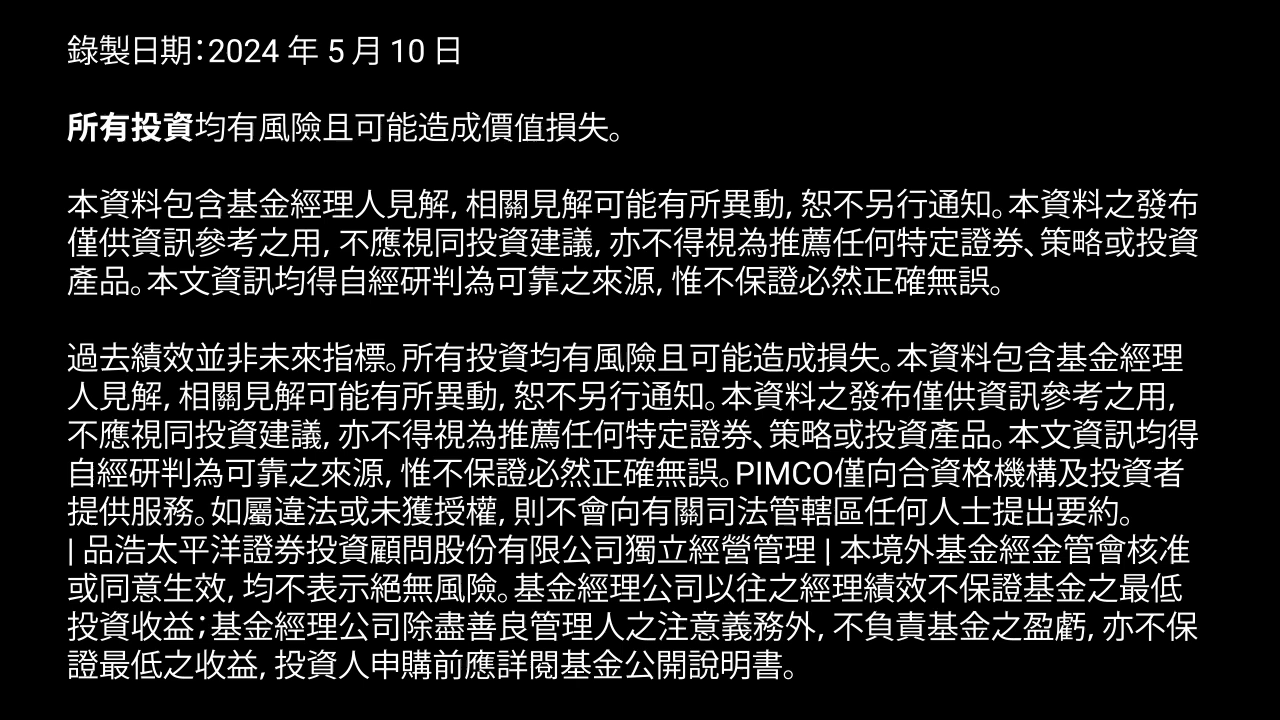 錄製日期：2024 年 5 月 10 日
所有投資均有風險且可能造成價值損失。
本資料包含基金經理人見解，相關見解可能有所異動，恕不另行通知。本資料之發布
僅供資訊參考之用，不應視同投資建議，亦不得視為推薦任何特定證券、策略或投資
產品。本文資訊均得自經研判為可靠之來源，惟不保證必然正確無誤。
過去績效並非未來指標。所有投資均有風險且可能造成損失。本資料包含基金經理
人見解，相關見解可能有所異動，恕不另行通知。本資料之發布僅供資訊參考之用，
不應視同投資建議，亦不得視為推薦任何特定證券、策略或投資產品。本文資訊均得
自經研判為可靠之來源，惟不保證必然正確無誤。PIMCO僅向合資格機構及投資者
提供服務。如屬違法或未獲授權，則不會向有關司法管轄區任何人士提出要約。
| 品浩太平洋證券投資顧問股份有限公司獨立經營管理 | 本境外基金經金管會核准
或同意生效，均不表示絕無風險。基金經理公司以往之經理績效不保證基金之最低
投資收益；基金經理公司除盡善良管理人之注意義務外，不負責基金之盈虧，亦不保
證最低之收益，投資人申購前應詳閱基金公開說明書。